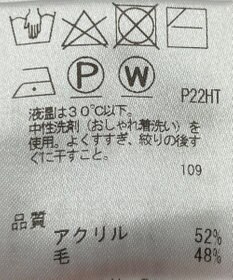 P
W
P22HT
液温は30℃以下。
中性洗剤(おしゃれ着洗い)を
使用。よくすすぎ、絞りの後す
ぐに干すこと。
109
品質
アクリル 52%
毛 48%